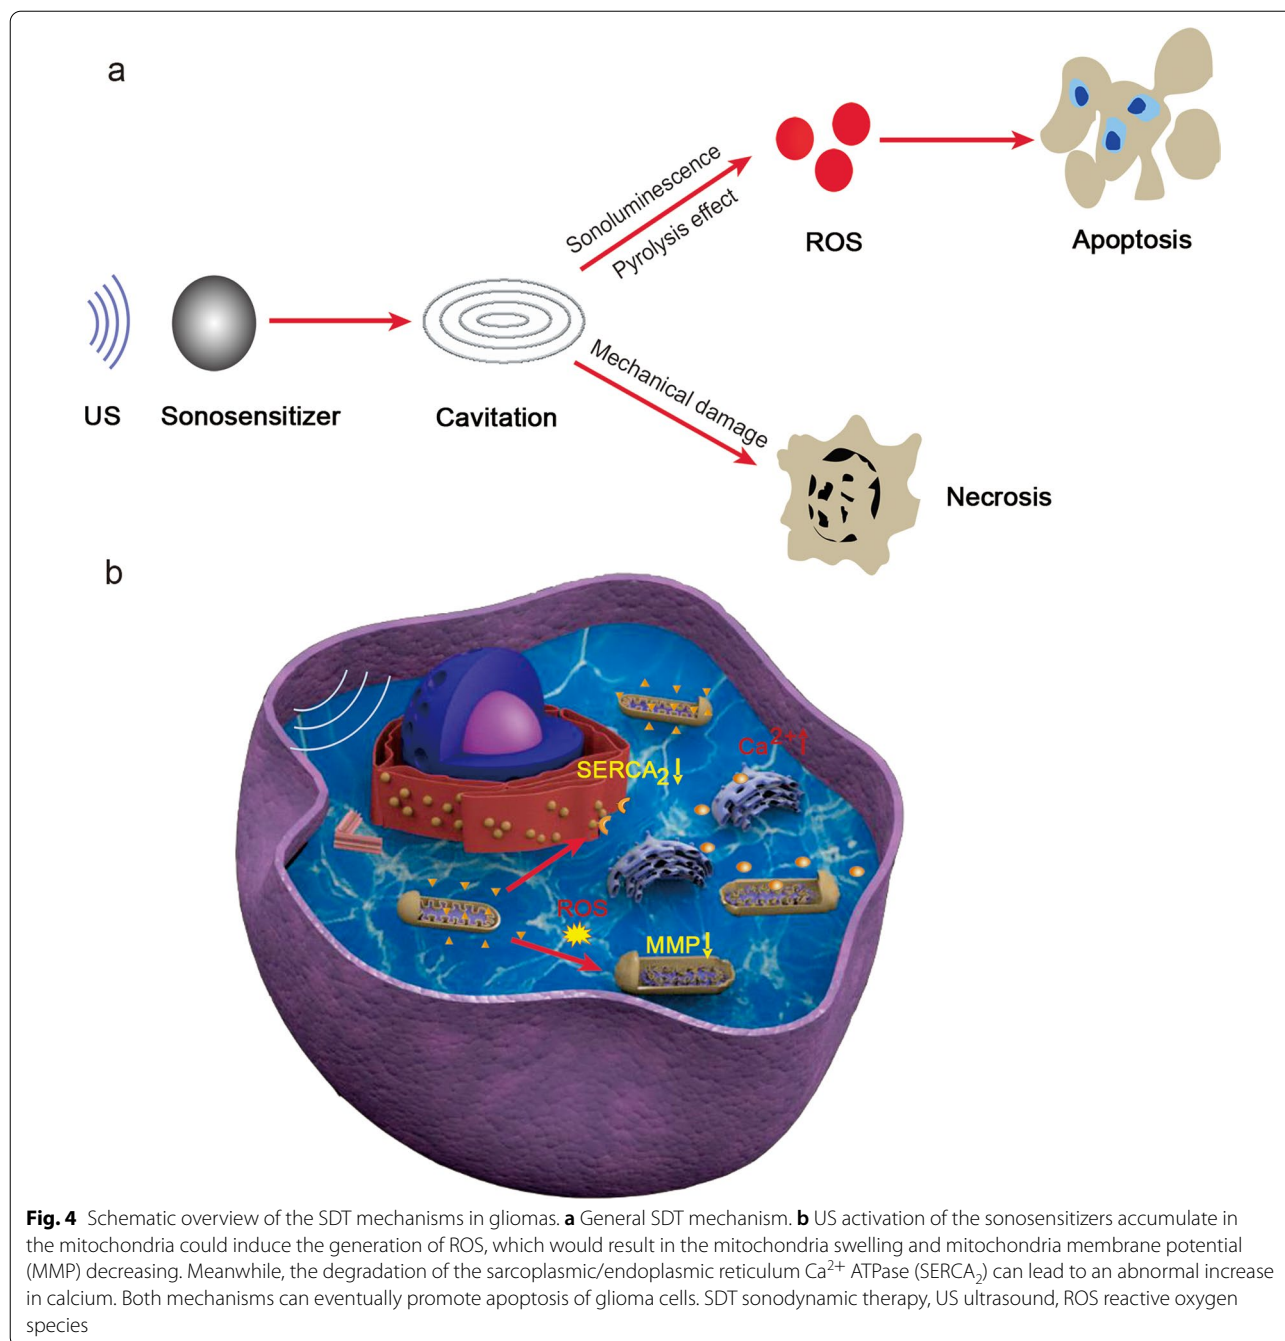 a
Sonoluminescence
Pyrolysis effect
ROS
Apoptosis
Mechanical damage
US
Sonosensitizer
Cavitation
Necrosis
b
Ca²⁺↑
SERCA₂↓
ROS
MMP↓
Fig. 4 Schematic overview of the SDT mechanisms in gliomas. a General SDT mechanism. b US activation of the sonosensitizers accumulate in
the mitochondria could induce the generation of ROS, which would result in the mitochondria swelling and mitochondria membrane potential
(MMP) decreasing. Meanwhile, the degradation of the sarcoplasmic/endoplasmic reticulum Ca²⁺ ATPase (SERCA₂) can lead to an abnormal increase
in calcium. Both mechanisms can eventually promote apoptosis of glioma cells. SDT sonodynamic therapy, US ultrasound, ROS reactive oxygen
species